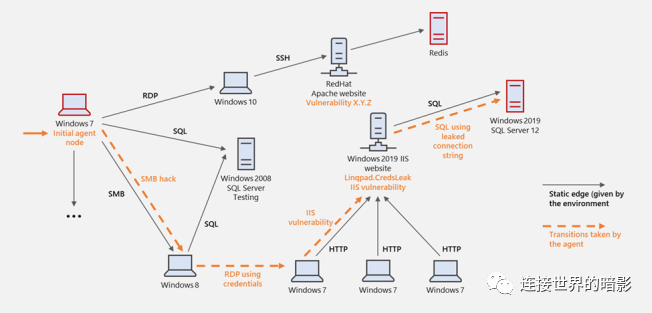 SSH
Redis
RDP
RedHat
Apache website
Vulnerability X.Y.Z
Windows 10
Windows 7
Initial agent
node
SQL
SQL
Windows 2019
SQL Server 12
SQL using
leaked
connection
string
SMB hack
Windows 2008
SQL Server
Testing
Windows 2019 IIS
website
Linqpad.CredsLeak
IIS vulnerability
SMB
SQL
...
IIS
vulnerability
Static edge (given by
the environment
Transitions taken by
the agent
HTTP
HTTP
HTTP
Windows 8
RDP using
credentials
Windows 7
Windows 7
Windows 7
连接世界的暗影